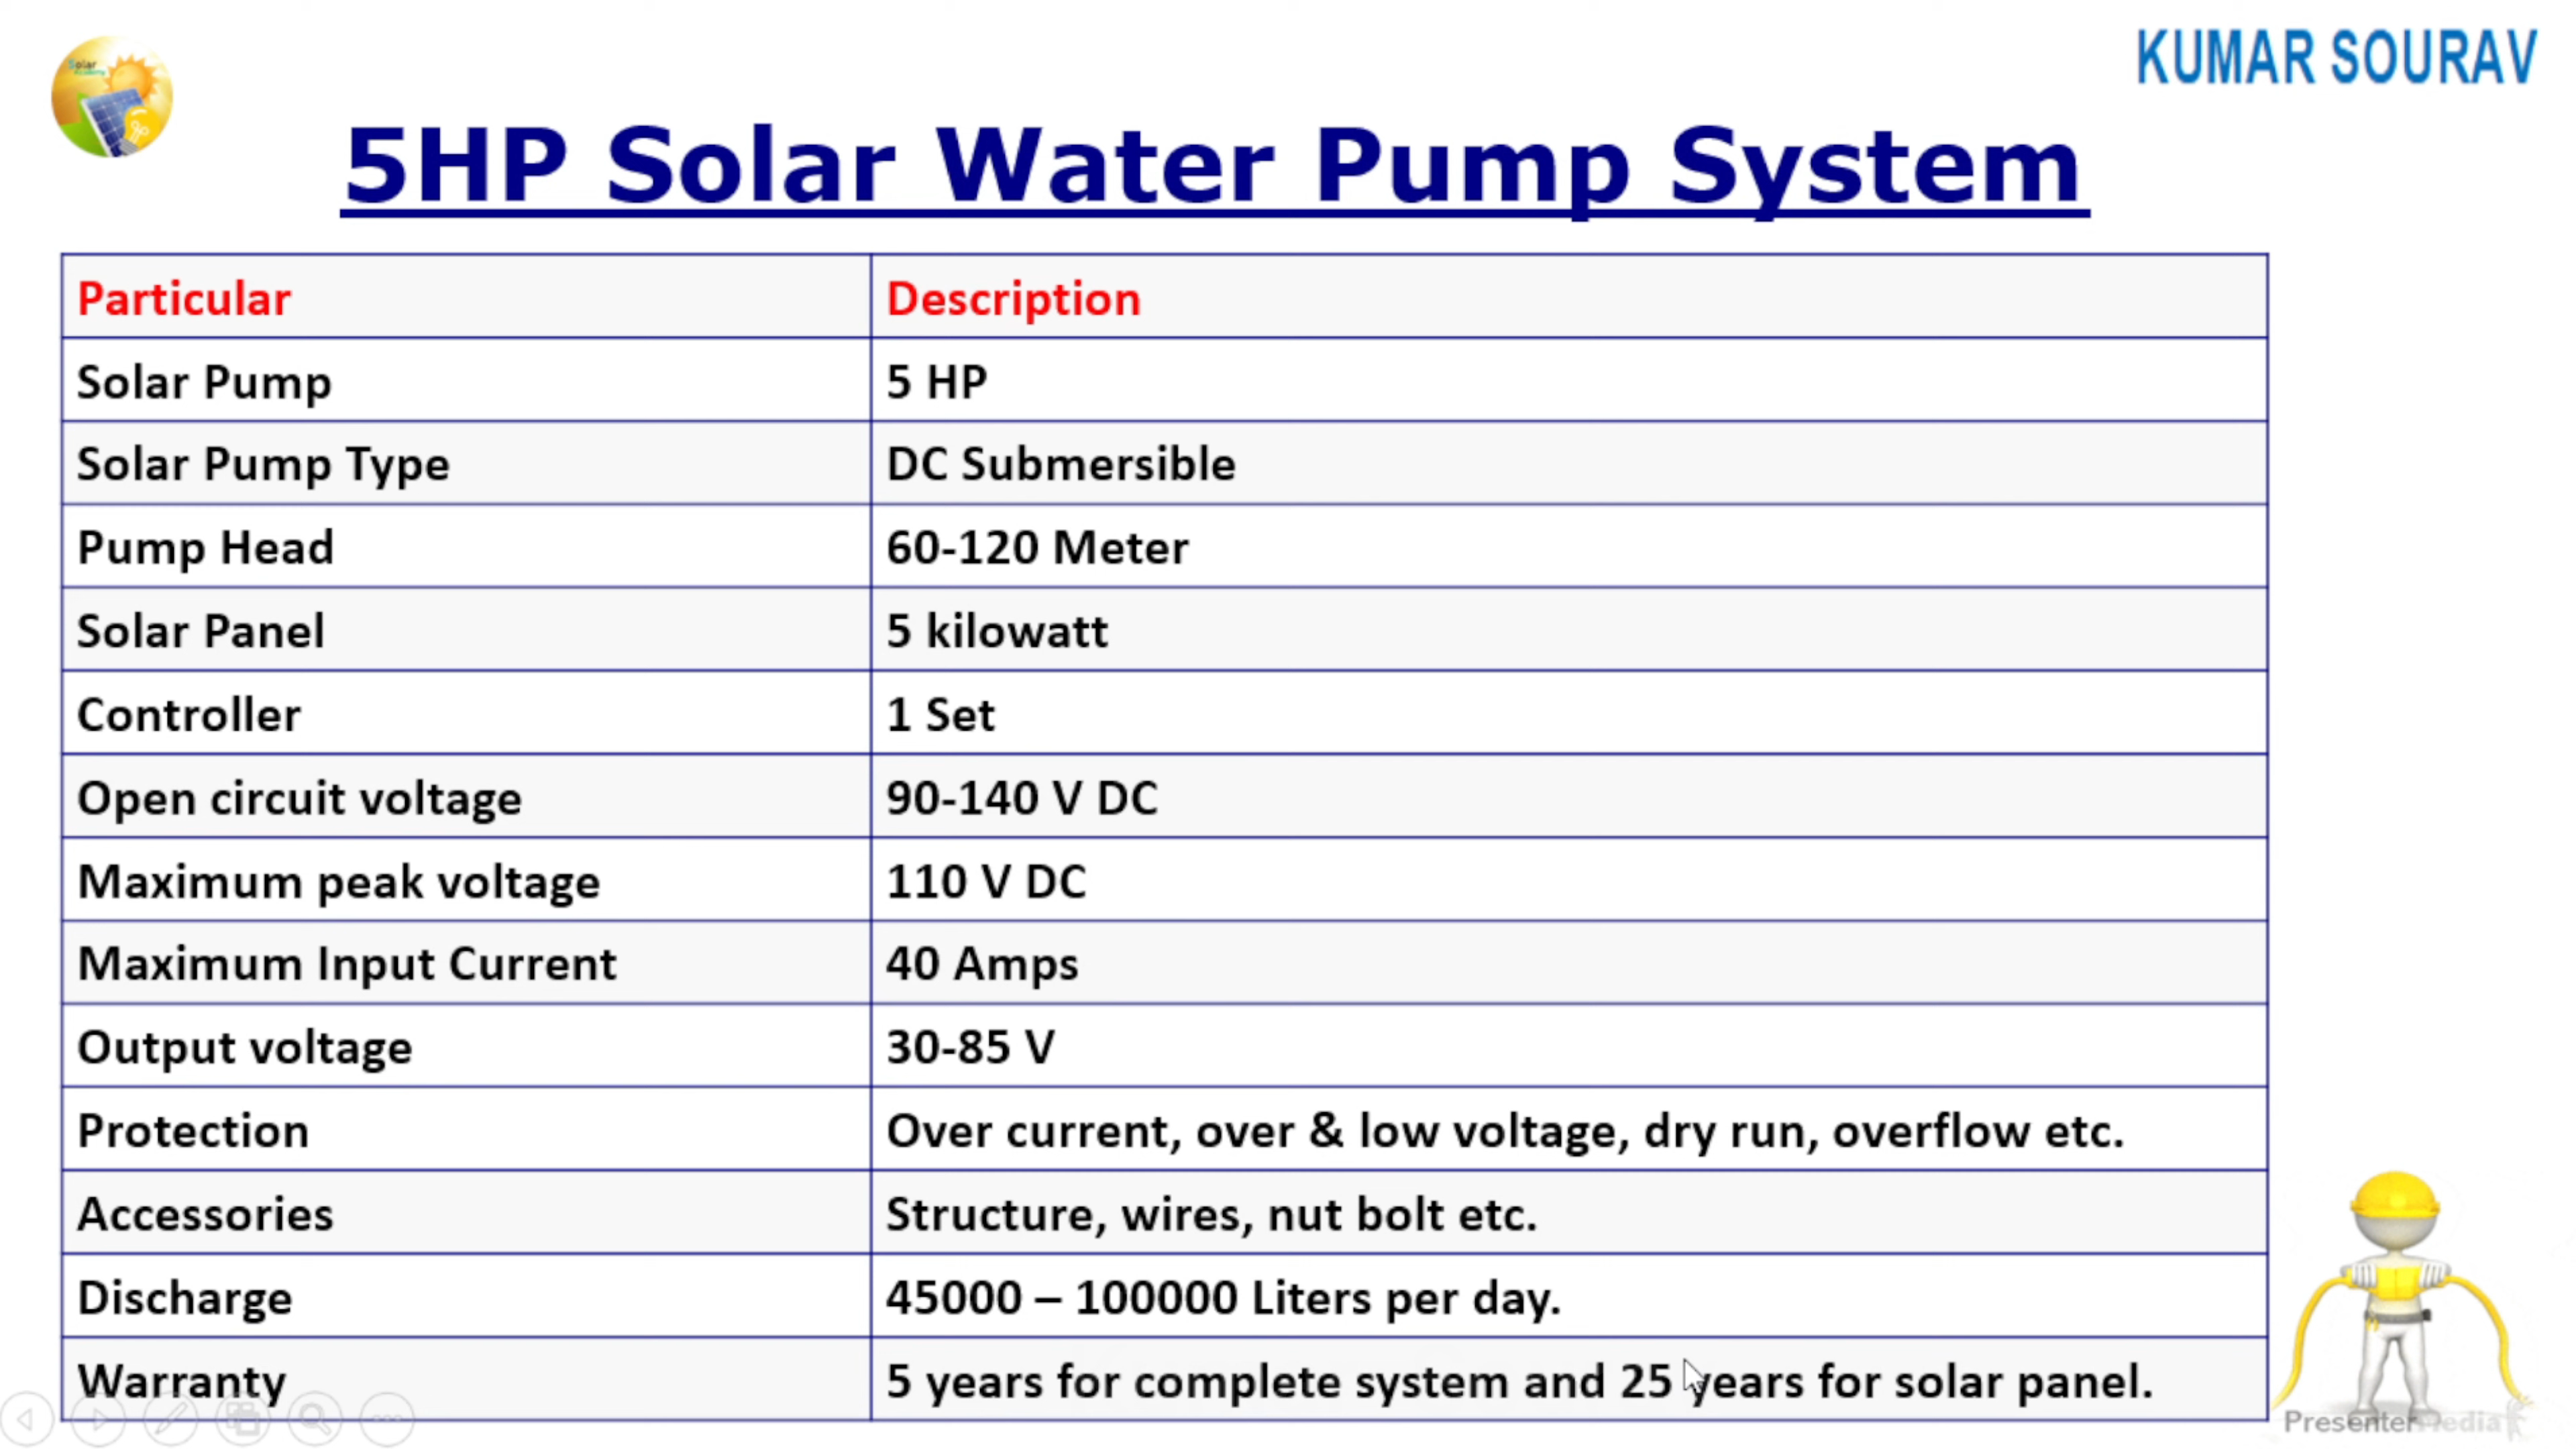 Solar
KUMAR SOURAV
5HP Solar Water Pump System
Particular Description
Solar Pump 5 HP
Solar Pump Type DC Submersible
Pump Head 60-120 Meter
Solar Panel 5 kilowatt
Controller 1 Set
Open circuit voltage 90-140 V DC
Maximum peak voltage 110 V DC
Maximum Input Current 40 Amps
Output voltage 30-85 V
Protection Over current, over & low voltage, dry run, overflow etc.
Accessories Structure, wires, nut bolt etc.
Discharge 45000 – 100000 Liters per day.
Warranty 5 years for complete system and 25 years for solar panel.
PresenterMedia